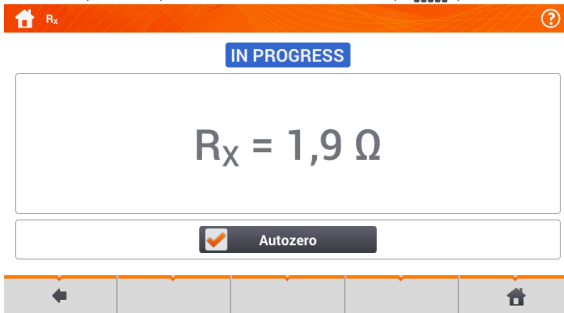 Rₓ
?
IN PROGRESS
Rₓ = 1,9 Ω
Autozero